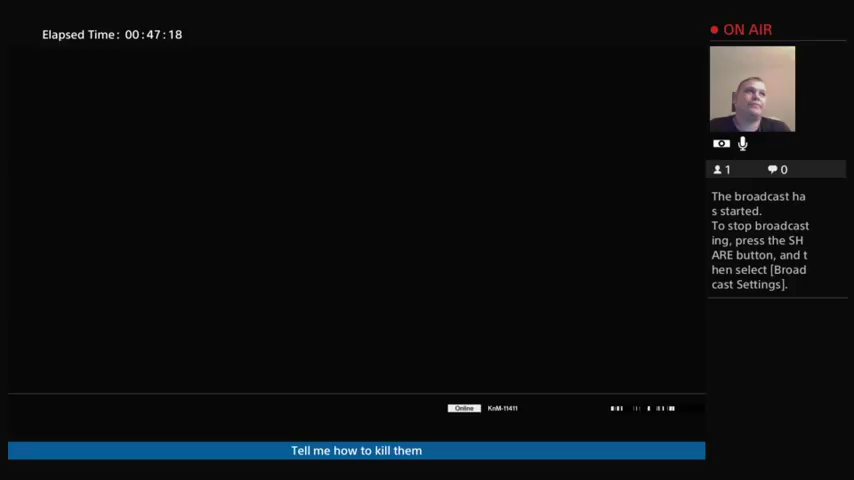 Elapsed Time: 00:47:18
ON AIR
1
0
The broadcast ha
s started.
To stop broadcast
ing, press the SH
ARE button, and t
hen select [Broad
cast Settings].
Online KnM-11411
Tell me how to kill them